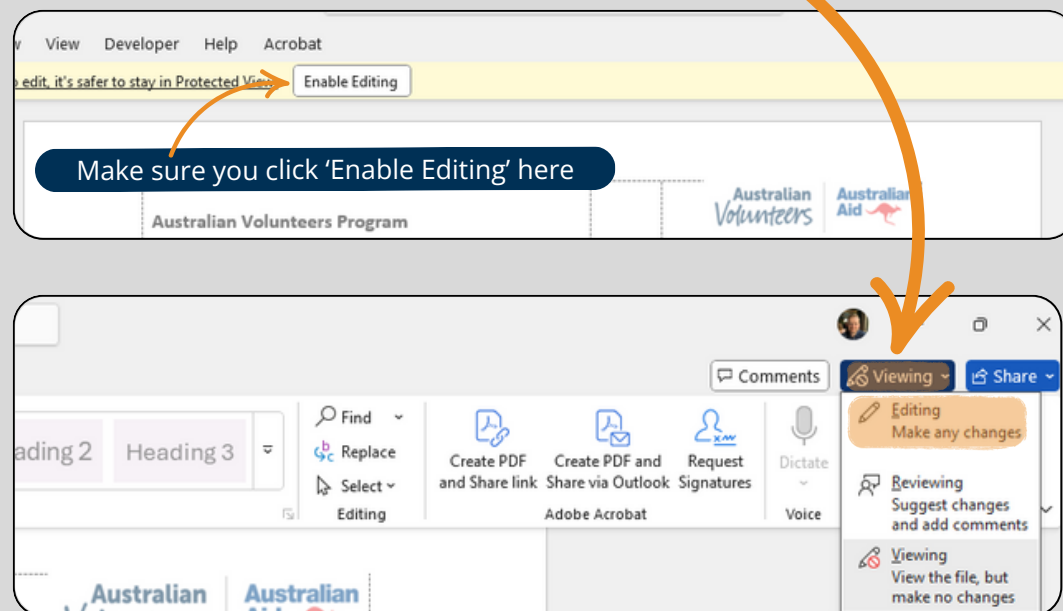 View Developer Help Acrobat
edit, it's safer to stay in Protected View. Enable Editing
Make sure you click ‘Enable Editing’ here
Australian Volunteers Program
Australian Volunteers
Australian Aid
Comments Viewing Share
ading 2 Heading 3
Find
Replace
Select
Editing
Create PDF and Share link
Create PDF and Share via Outlook
Request Signatures
Adobe Acrobat
Dictate
Voice
Editing
Make any changes
Reviewing
Suggest changes
and add comments
Viewing
View the file, but
make no changes
Australian
Australian